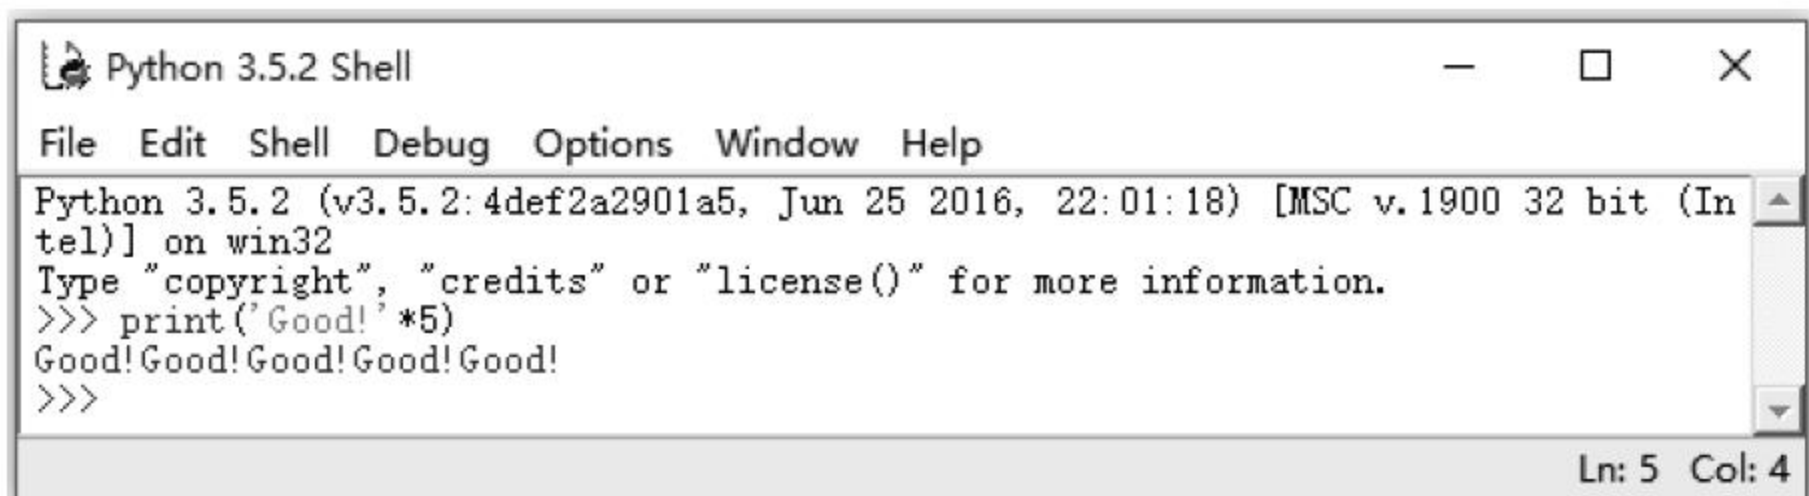 Python 3.5.2 Shell
File Edit Shell Debug Options Window Help
Python 3.5.2 (v3.5.2:4def2a2901a5, Jun 25 2016, 22:01:18) [MSC v.1900 32 bit (In
tel)] on win32
Type "copyright", "credits" or "license()" for more information.
>>> print('Good!'*5)
Good!Good!Good!Good!Good!
>>>
Ln: 5 Col: 4